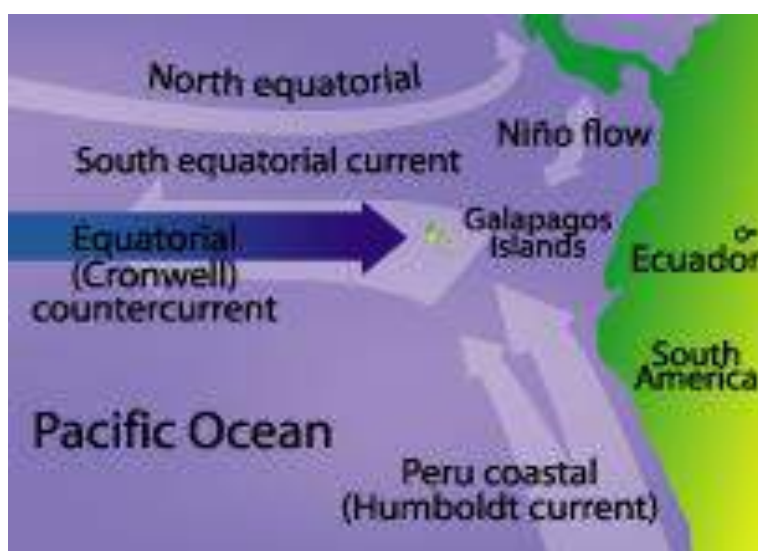 North equatorial
Niño flow
South equatorial current
Galapagos
Islands
Equatorial
(Cronwell)
countercurrent
Ecuador
South
America
Pacific Ocean
Peru coastal
(Humboldt current)